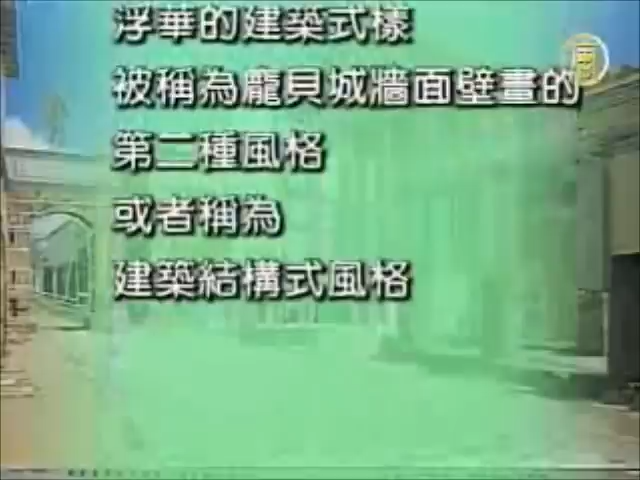 浮華的建築式樣
被稱為龐貝城牆面壁畫的
第二種風格
或者稱為
建築結構式風格